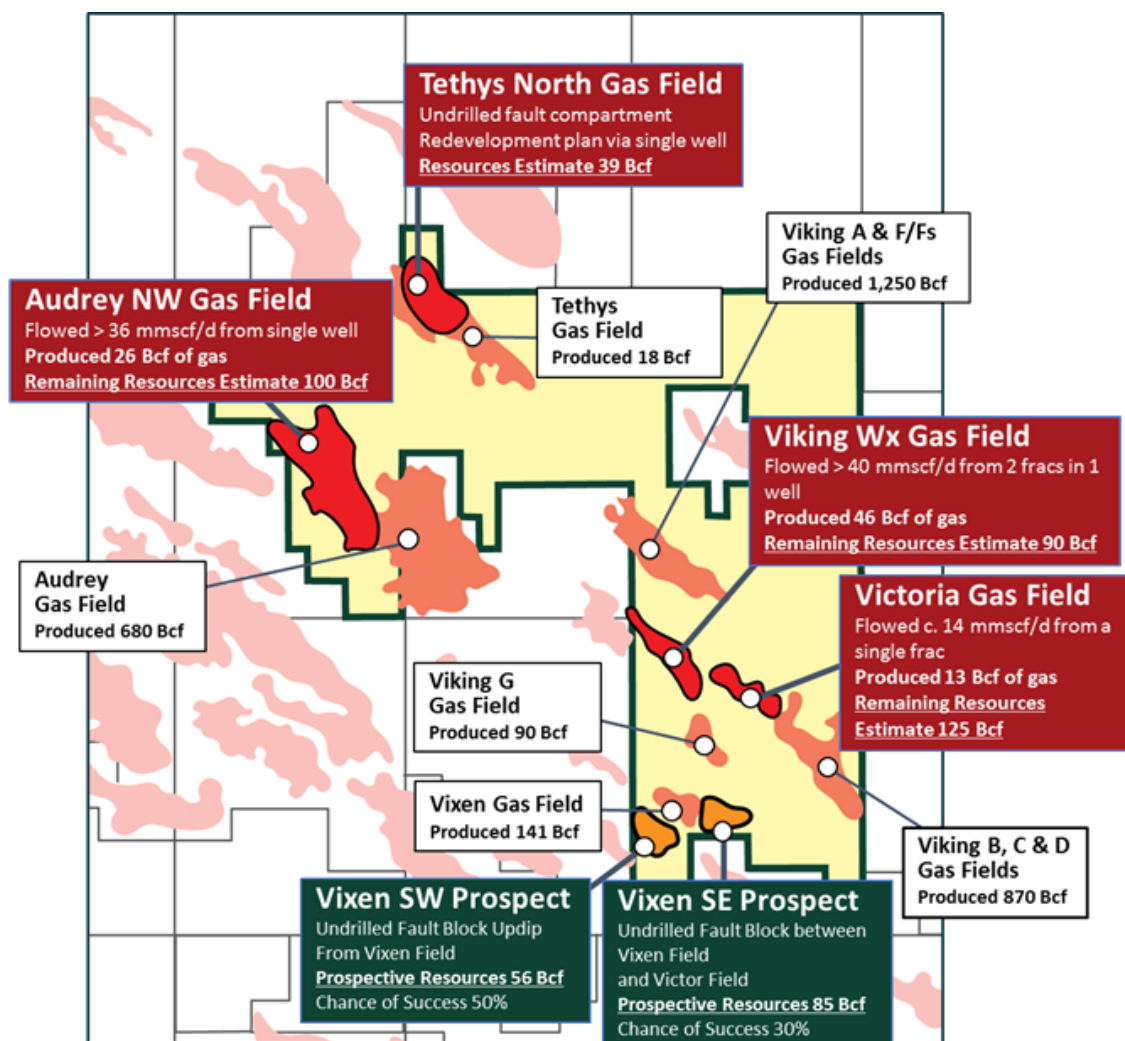 Tethys North Gas Field
Undrilled fault compartment
Redevelopment plan via single well
Resources Estimate 39 Bcf
Viking A & F/Fs
Gas Fields
Produced 1,250 Bcf
Audrey NW Gas Field
Flowed > 36 mmscf/d from single well
Produced 26 Bcf of gas
Remaining Resources Estimate 100 Bcf
Tethys
Gas Field
Produced 18 Bcf
Viking Wx Gas Field
Flowed > 40 mmscf/d from 2 fracs in 1
well
Produced 46 Bcf of gas
Remaining Resources Estimate 90 Bcf
Audrey
Gas Field
Produced 680 Bcf
Victoria Gas Field
Flowed c. 14 mmscf/d from a
single frac
Produced 13 Bcf of gas
Remaining Resources
Estimate 125 Bcf
Viking G
Gas Field
Produced 90 Bcf
Vixen Gas Field
Produced 141 Bcf
Viking B, C & D
Gas Fields
Produced 870 Bcf
Vixen SW Prospect
Undrilled Fault Block Updip
From Vixen Field
Prospective Resources 56 Bcf
Chance of Success 50%
Vixen SE Prospect
Undrilled Fault Block between
Vixen Field
and Victor Field
Prospective Resources 85 Bcf
Chance of Success 30%